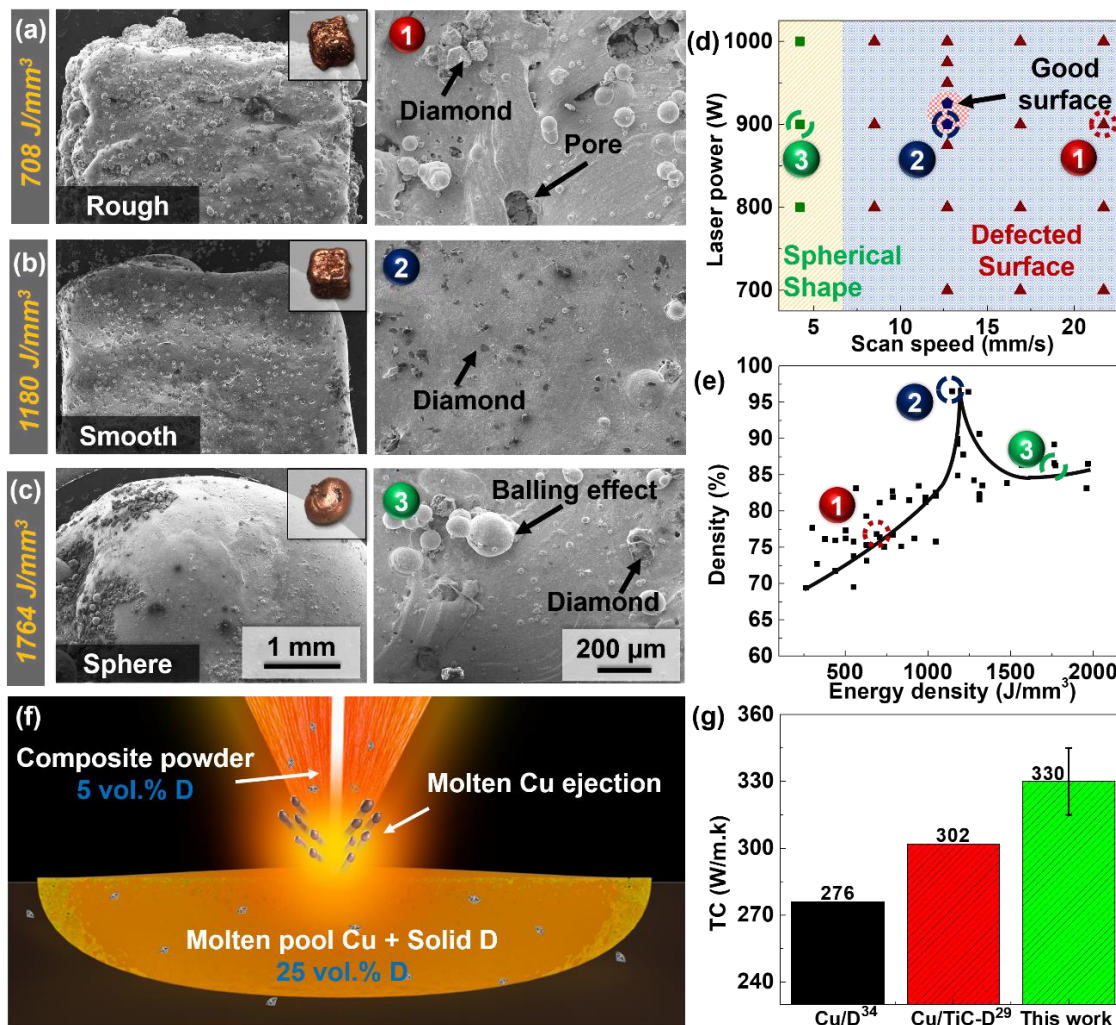 (a)
708 J/mm³
Rough
1
Diamond
Pore
(b)
1180 J/mm³
Smooth
2
Diamond
(c)
1764 J/mm³
Sphere
1 mm
3
Balling effect
Diamond
200 µm
(d)
Laser power (W)
1000
900
800
700
Good
surface
3
2
1
Spherical
Shape
Defected
Surface
5
10
15
20
Scan speed (mm/s)
(e)
Density (%)
100
95
90
85
80
75
70
65
60
2
3
1
500
1000
1500
2000
Energy density (J/mm³)
(f)
Composite powder
5 vol.% D
Molten Cu ejection
Molten pool Cu + Solid D
25 vol.% D
(g)
TC (W/m.k)
360
330
300
270
240
276
302
330
Cu/D³⁴
Cu/TiC-D²⁹
This work